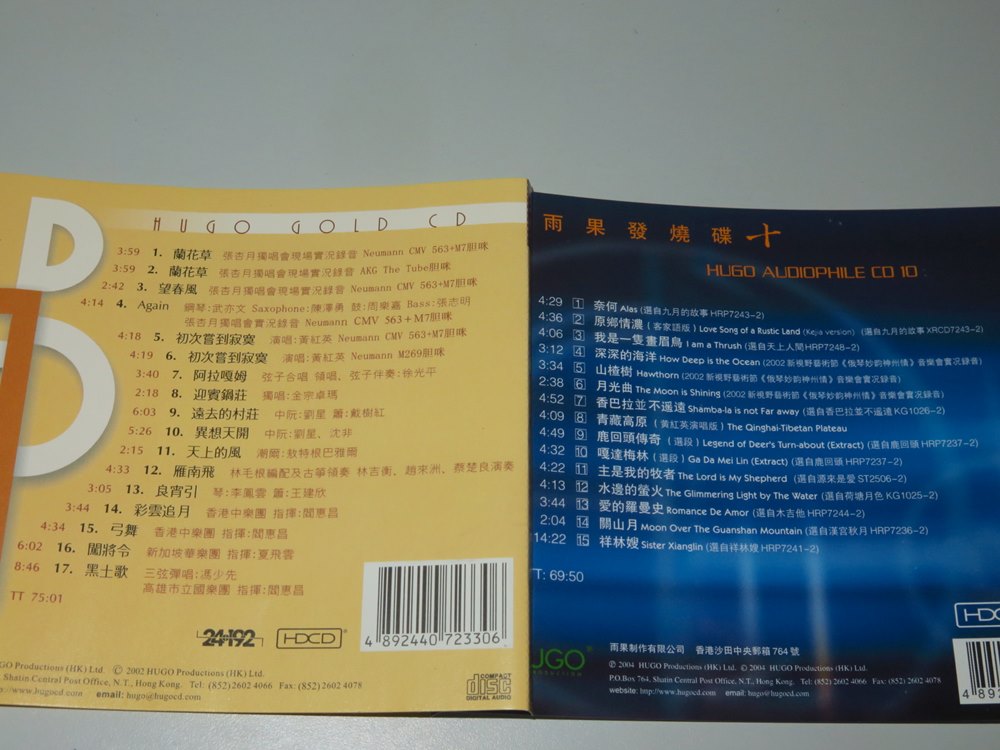 HUGO GOLD CD
3:59 1. 蘭花草 張杏月獨唱會現場實況錄音 Neumann CMV 563+M7胆咪
3:59 2. 蘭花草 張杏月獨唱會現場實況錄音 AKG The Tube胆咪
2:42 3. 望春風 張杏月獨唱會現場實況錄音 Neumann CMV 563+M7胆咪
4:14 4. Again 鋼琴:武亦文 Saxophone:陳澤勇 鼓:周樂嘉 Bass:張志明
張杏月獨唱會實況錄音 Neumann CMV 563+M7胆咪
4:18 5. 初次嘗到寂寞 演唱:黃紅英 Neumann CMV 563+M7胆咪
4:19 6. 初次嘗到寂寞 演唱:黃紅英 Neumann M269胆咪
3:40 7. 阿拉嘎姆 弦子合唱 領唱、弦子伴奏:徐光平
2:18 8. 迎賓鍋莊 獨唱:金宗卓瑪
6:03 9. 遠去的村莊 中阮:劉星 簫:戴樹紅
5:26 10. 異想天開 中阮:劉星、沈非
2:15 11. 天上的風 潮爾:敖特根巴雅爾
4:33 12. 雁南飛 林毛根編配及古箏領奏 林吉衡、趙來洲、蔡楚良演奏
3:05 13. 良宵引 琴:李鳳雲 簫:王建欣
3:44 14. 彩雲追月 香港中樂團 指揮:閻惠昌
4:34 15. 弓舞 香港中樂團 指揮:閻惠昌
6:02 16. 闖將令 新加坡華樂團 指揮:夏飛雲
8:46 17. 黑土歌 三弦彈唱:馮少先
高雄市立國樂團 指揮:閻惠昌
TT 75:01
24 192
HDCD
4 892440 723306
GO Productions (HK) Ltd. © 2002 HUGO Productions (HK) Ltd.
Shatin Central Post Office, N.T., Hong Kong. Tel: (852) 2602 4066 Fax: (852) 2602 4078
://www.hugocd.com email: hugo@hugocd.com
COMPACT disc DIGITAL AUDIO
雨果發燒碟十
HUGO AUDIOPHILE CD 10 :
4:29 1 奈何 Alas (選自九月的故事 HRP7243-2)
4:36 2 原鄉情濃 (客家語版) Love Song of a Rustic Land (Kejia version) (選自九月的故事 XRCD7243-2)
4:06 3 我是一隻畫眉鳥 I am a Thrush (選自天上人間 HRP7248-2)
3:12 4 深深的海洋 How Deep is the Ocean (2002 新視野藝術節《俄琴妙韵神州情》音樂會實況錄音)
3:34 5 山楂樹 Hawthorn (2002 新視野藝術節《俄琴妙韵神州情》音樂會實况錄音)
2:38 6 月光曲 The Moon is Shining (2002 新視野藝術節《俄琴妙韵神州情》音樂會實况錄音)
4:52 7 香巴拉並不遙遠 Shamba-la is not Far away (選自香巴拉並不遙遠 KG1026-2)
4:09 8 青藏高原 (黃紅英演唱版) The Qinghai-Tibetan Plateau
4:49 9 鹿回頭傳奇 (選段) Legend of Deer's Turn-about (Extract) (選自鹿回頭 HRP7237-2)
4:32 10 嘎達梅林 (選段) Ga Da Mei Lin (Extract) (選自鹿回頭 HRP7237-2)
4:22 11 主是我的牧者 The Lord is My Shepherd (選自源來是愛 ST2506-2)
4:13 12 水邊的螢火 The Glimmering Light by The Water (選自荷塘月色 KG1025-2)
3:44 13 愛的羅曼史 Romance De Amor (選自木吉他 HRP7244-2)
2:04 14 關山月 Moon Over The Guanshan Mountain (選自漢宮秋月 HRP7236-2)
14:22 15 祥林嫂 Sister Xianglin (選自祥林嫂 HRP7241-2)
TT: 69:50
HDC
UGO
雨果制作有限公司 香港沙田中央郵箱 764 號
℗ 2004 HUGO Productions (HK) Ltd. © 2004 HUGO Productions (HK) Ltd.
P.O.Box 764, Shatin Central Post Office, N.T., Hong Kong. Tel: (852) 2602 4066 Fax: (852) 2602 4078
website: http://www.hugocd.com email: hugo@hugocd.com
4 892